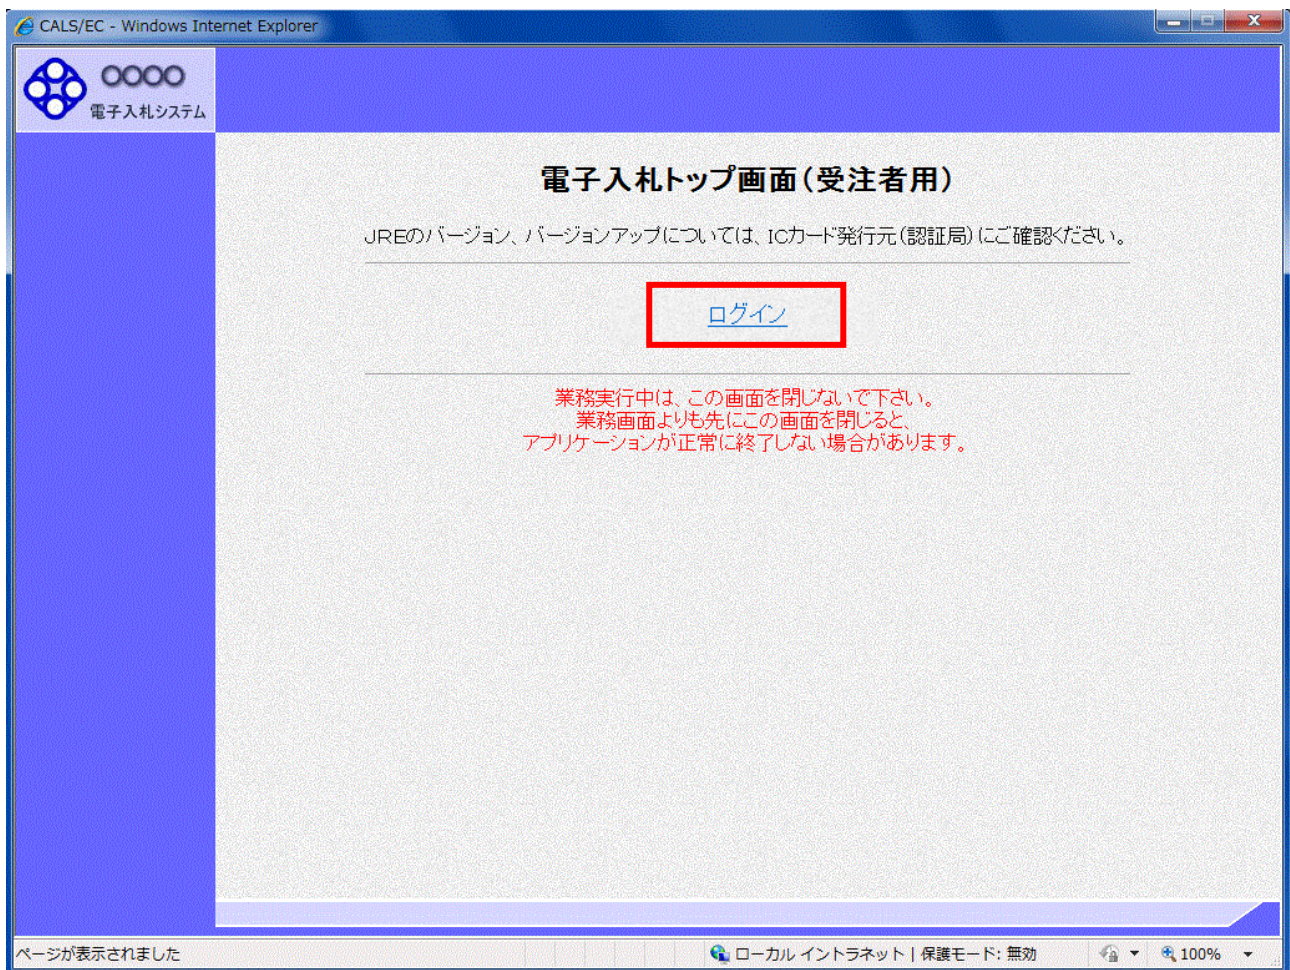 CALS/EC - Windows Internet Explorer
○○○○
電子入札システム
電子入札トップ画面(受注者用)
JREのバージョン、バージョンアップについては、ICカード発行元(認証局)にご確認ください。
ログイン
業務実行中は、この画面を閉じないで下さい。
業務画面よりも先にこの画面を閉じると、
アプリケーションが正常に終了しない場合があります。
ページが表示されました
ローカル イントラネット | 保護モード: 無効
100%